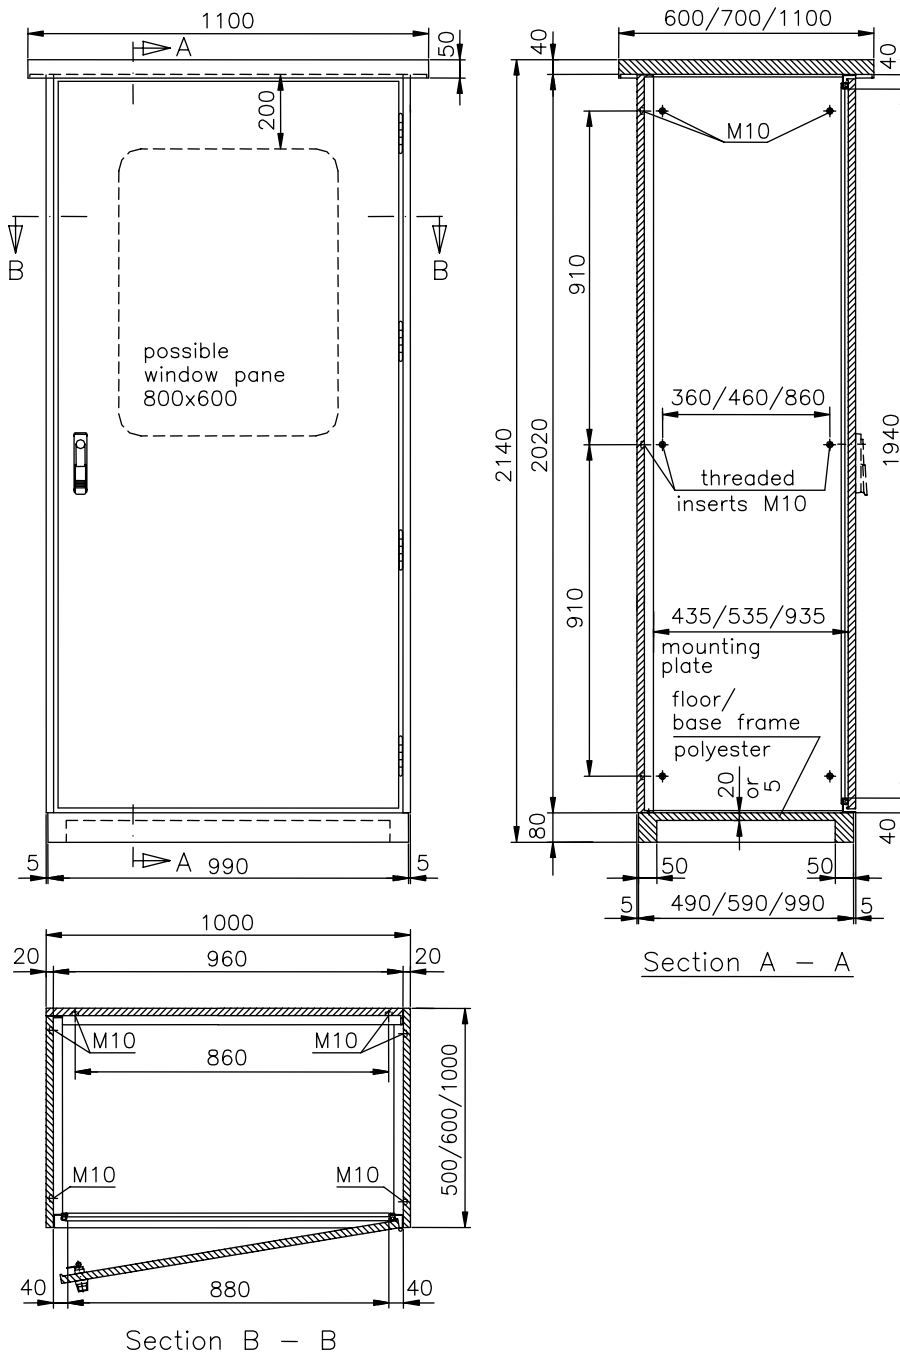 1100
A
50
200
B
B
possible
window pane
800x600
A
5
990
5
600/700/1100
40
40
M10
910
360/460/860
2140
2020
1940
threaded
inserts M10
910
435/535/935
mounting
plate
floor/
base frame
polyester
20
or
5
80
40
50
50
5
490/590/990
5
Section A – A
1000
20
960
20
M10
M10
860
500/600/1000
M10
M10
40
880
40
Section B – B